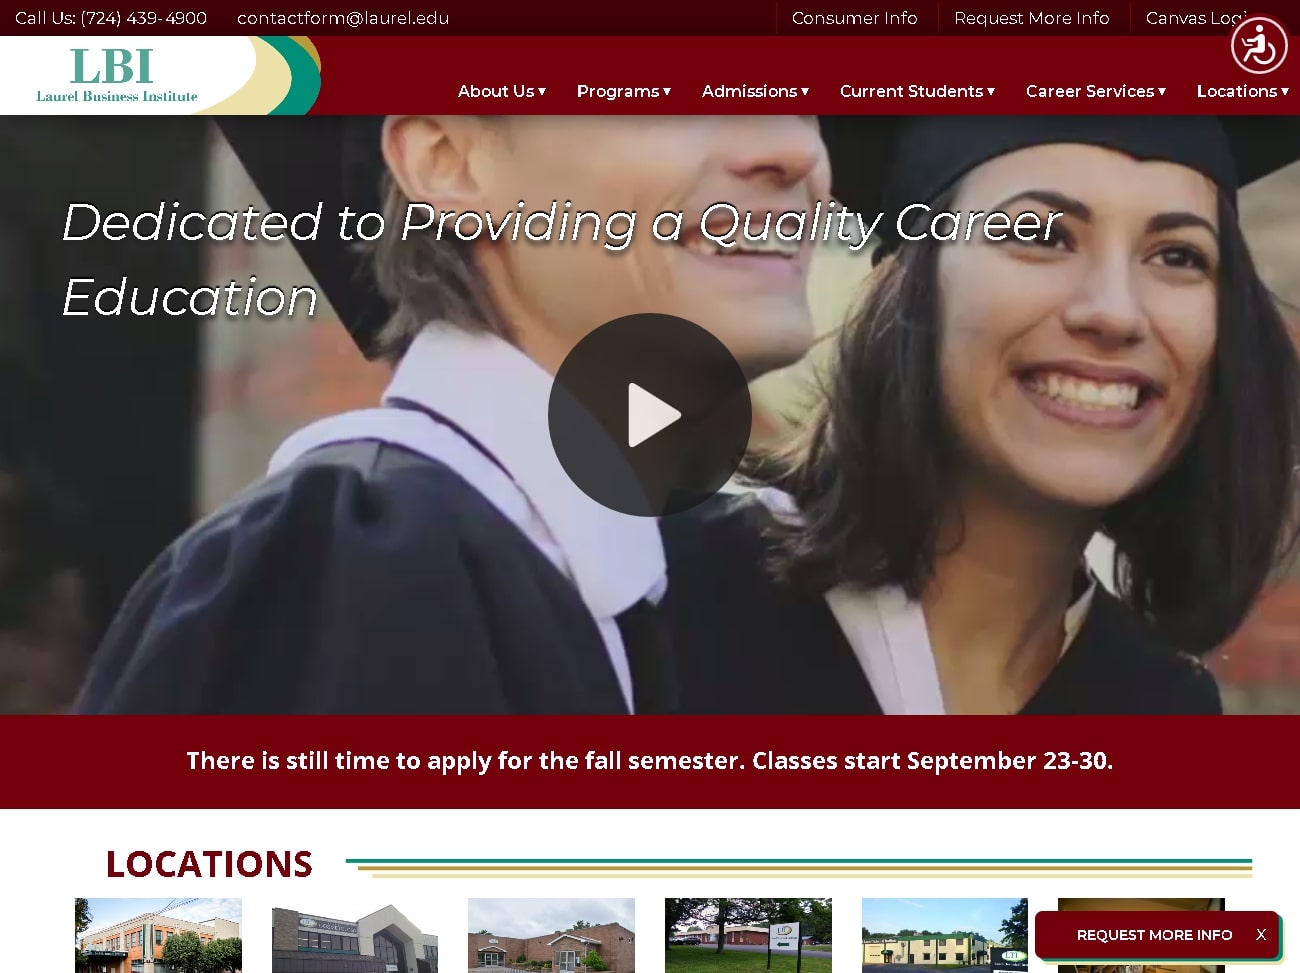 Call Us: (724) 439-4900 contactform@laurel.edu Consumer Info Request More Info Canvas
LBI
Laurel Business Institute
About Us ▾ Programs ▾ Admissions ▾ Current Students ▾ Career Services ▾ Locations ▾
Dedicated to Providing a Quality Career
Education
There is still time to apply for the fall semester. Classes start September 23-30.
LOCATIONS
REQUEST MORE INFO X